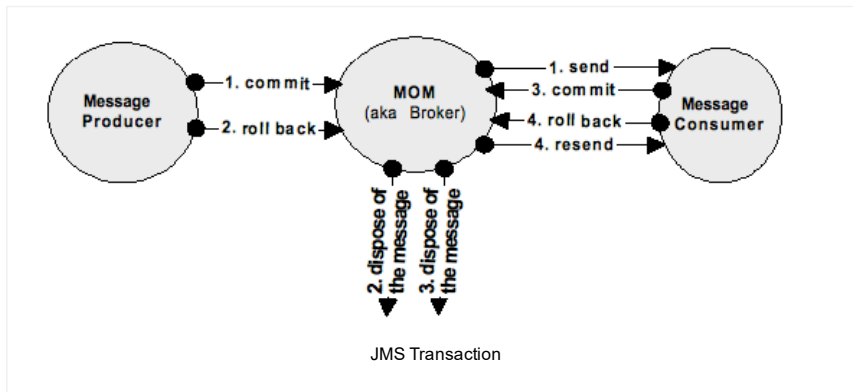 Message
Producer
1. commit
2. roll back
MOM
(aka Broker)
1. send
3. commit
4. roll back
4. resend
Message
Consumer
2. dispose of
the message
3. dispose of
the message
JMS Transaction